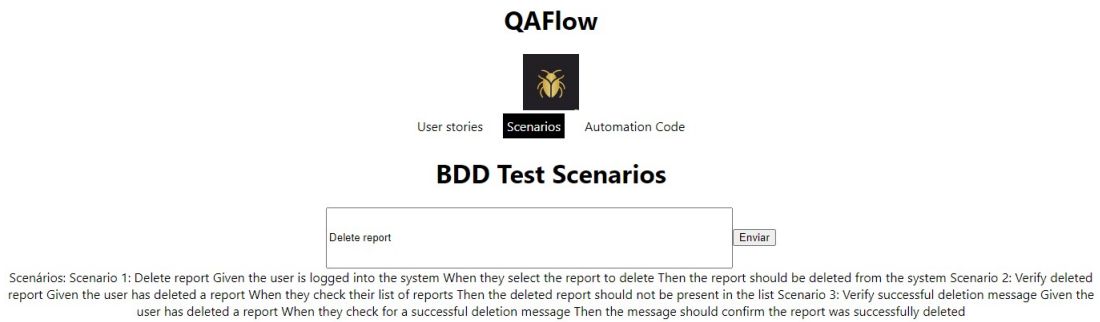 QAFlow
User stories Scenarios Automation Code
BDD Test Scenarios
Delete report Enviar
Scenários: Scenario 1: Delete report Given the user is logged into the system When they select the report to delete Then the report should be deleted from the system Scenario 2: Verify deleted
report Given the user has deleted a report When they check their list of reports Then the deleted report should not be present in the list Scenario 3: Verify successful deletion message Given the
user has deleted a report When they check for a successful deletion message Then the message should confirm the report was successfully deleted